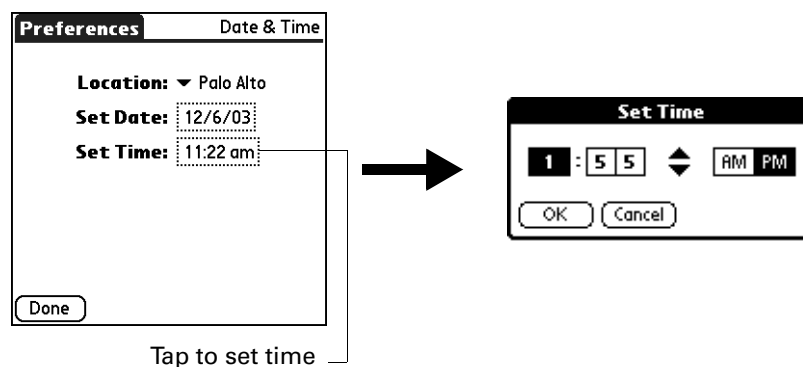 Preferences Date & Time
Location: Palo Alto
Set Date: 12/6/03
Set Time: 11:22 am
Done
Tap to set time
Set Time
1 : 5 5 AM PM
OK Cancel